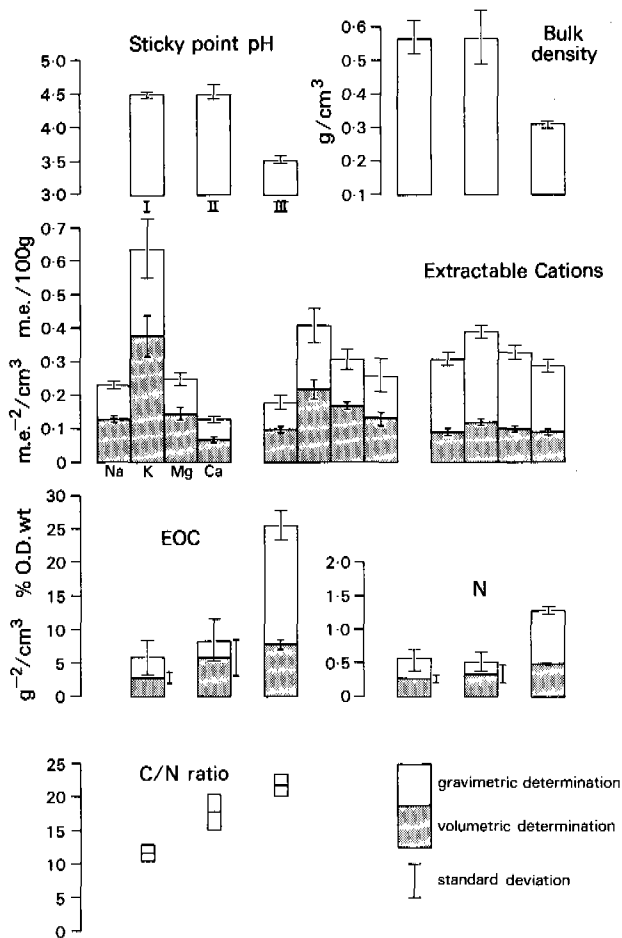 Sticky point pH
5·0
4·5
4·0
3·5
3·0
I
II
III
Bulk
density
g/cm³
0·6
0·5
0·4
0·3
0·2
0·1
Extractable Cations
m.e.⁻²/cm³ m.e./100g
0·7
0·6
0·5
0·4
0·3
0·2
0·1
0
Na
K
Mg
Ca
EOC
g⁻²/cm³ % O.D. wt
30
25
20
15
10
5
0
N
2·0
1·5
1·0
0·5
0
C/N ratio
25
20
15
10
5
0
gravimetric determination
volumetric determination
standard deviation